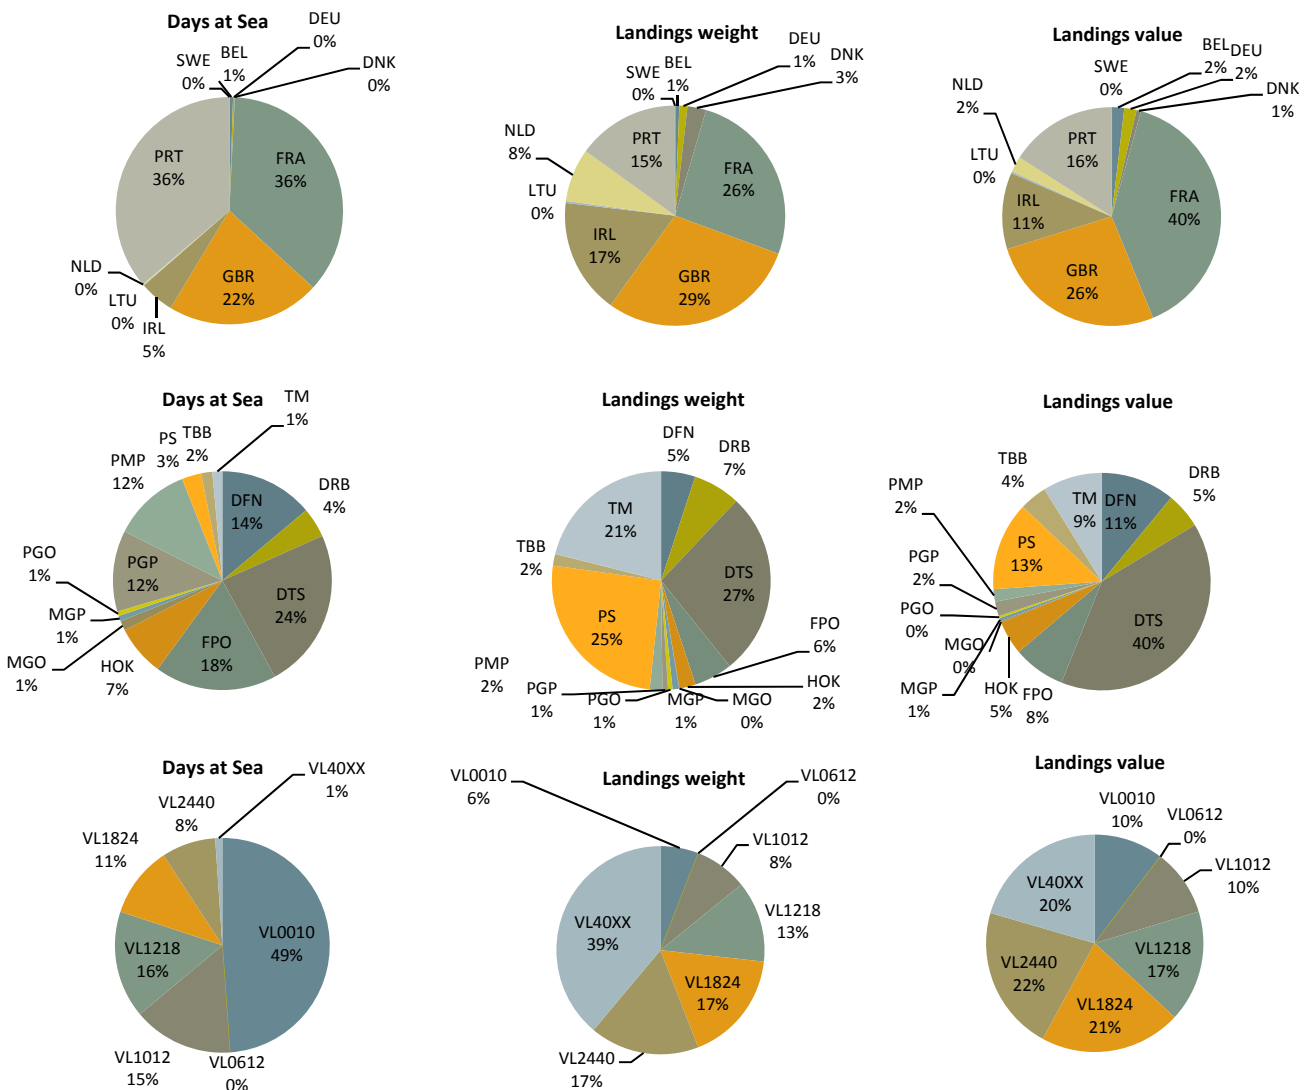 Days at Sea
SWE
0%
BEL
1%
DEU
0%
DNK
0%
PRT
36%
FRA
36%
NLD
0%
LTU
0%
IRL
5%
GBR
22%
Landings weight
SWE
0%
BEL
1%
DEU
1%
DNK
3%
NLD
8%
PRT
15%
FRA
26%
LTU
0%
IRL
17%
GBR
29%
Landings value
SWE
0%
BEL
2%
DEU
2%
DNK
1%
NLD
2%
PRT
16%
LTU
0%
FRA
40%
IRL
11%
GBR
26%
Days at Sea
TM
1%
PS
3%
TBB
2%
PMP
12%
DFN
14%
DRB
4%
PGO
1%
PGP
12%
DTS
24%
MGP
1%
MGO
1%
HOK
7%
FPO
18%
Landings weight
DFN
5%
DRB
7%
TM
21%
TBB
2%
DTS
27%
PS
25%
FPO
6%
PMP
2%
PGP
1%
PGO
1%
MGP
1%
MGO
0%
HOK
2%
Landings value
TBB
4%
TM
9%
DFN
11%
DRB
5%
PMP
2%
PS
13%
PGP
2%
PGO
0%
DTS
40%
MGO
0%
MGP
1%
HOK
5%
FPO
8%
Days at Sea
VL40XX
1%
VL2440
8%
VL1824
11%
VL1218
16%
VL0010
49%
VL1012
15%
VL0612
0%
Landings weight
VL0010
6%
VL0612
0%
VL1012
8%
VL1218
13%
VL40XX
39%
VL1824
17%
VL2440
17%
Landings value
VL0010
10%
VL0612
0%
VL1012
10%
VL40XX
20%
VL1218
17%
VL2440
22%
VL1824
21%